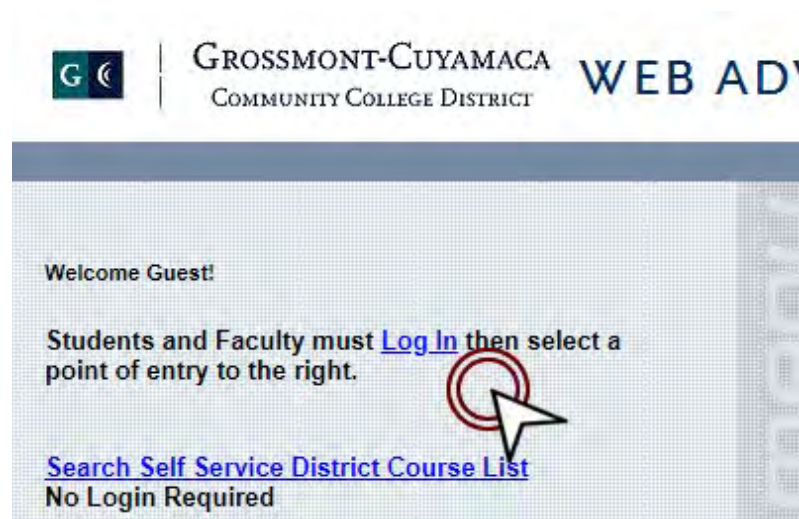 G
GROSSMONT-CUYAMACA
COMMUNITY COLLEGE DISTRICT
WEB ADV
Welcome Guest!
Students and Faculty must Log In then select a
point of entry to the right.
Search Self Service District Course List
No Login Required